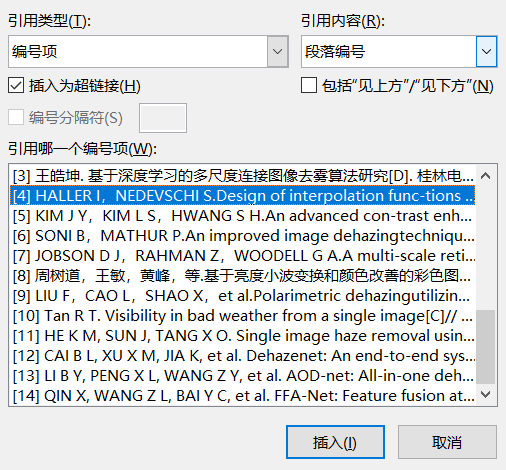 引用类型(T):
引用内容(R):
编号项
段落编号
插入为超链接(H)
包括“见上方”/“见下方”(N)
编号分隔符(S)
引用哪一个编号项(W):
[3] 王皓坤. 基于深度学习的多尺度连接图像去雾算法研究[D]. 桂林电...
[4] HALLER I，NEDEVSCHI S.Design of interpolation func-tions ...
[5] KIM J Y，KIM L S，HWANG S H.An advanced con-trast enh...
[6] SONI B，MATHUR P.An improved image dehazingtechniqu...
[7] JOBSON D J，RAHMAN Z，WOODELL G A.A multi-scale reti...
[8] 周树道，王敏，黄峰，等.基于亮度小波变换和颜色改善的彩色图...
[9] LIU F，CAO L，SHAO X，et al.Polarimetric dehazingutilizin...
[10] Tan R T. Visibility in bad weather from a single image[C]// ...
[11] HE K M, SUN J, TANG X O. Single image haze removal usin...
[12] CAI B L, XU X M, JIA K, et al. Dehazenet: An end-to-end sys...
[13] LI B Y, PENG X L, WANG Z Y, et al. AOD-net: All-in-one deh...
[14] QIN X, WANG Z L, BAI Y C, et al. FFA-Net: Feature fusion at...
插入(I)
取消